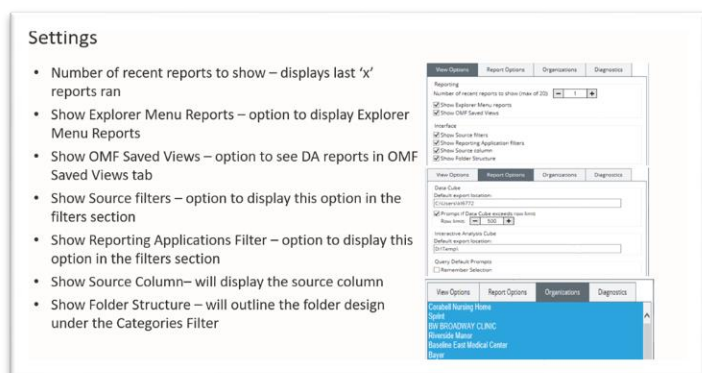 Settings
• Number of recent reports to show – displays last ‘x’
reports ran
• Show Explorer Menu Reports – option to display Explorer
Menu Reports
• Show OMF Saved Views – option to see DA reports in OMF
Saved Views tab
• Show Source filters – option to display this option in the
filters section
• Show Reporting Applications Filter – option to display this
option in the filters section
• Show Source Column– will display the source column
• Show Folder Structure – will outline the folder design
under the Categories Filter
View Options Report Options Organizations Diagnostics
Reporting
Number of recent reports to show (max of 20) 1
Show Explorer Menu reports
Show OMF Saved Views
Interface
Show Source filters
Show Reporting Application filters
Show Source column
Show Folder Structure
View Options Report Options Organizations Diagnostics
Data Cube
Default export location:
Prompt if Data Cube exceeds row limit
Row limit: 500
Interactive Analysis Cube
Default export location:
D:\Temp\
Query Default Prompts
Remember Selection
View Options Report Options Organizations Diagnostics
Corabell Nursing Home
Sprint
BW BROADWAY CLINIC
Riverside Manor
Baseline East Medical Center
Bayer